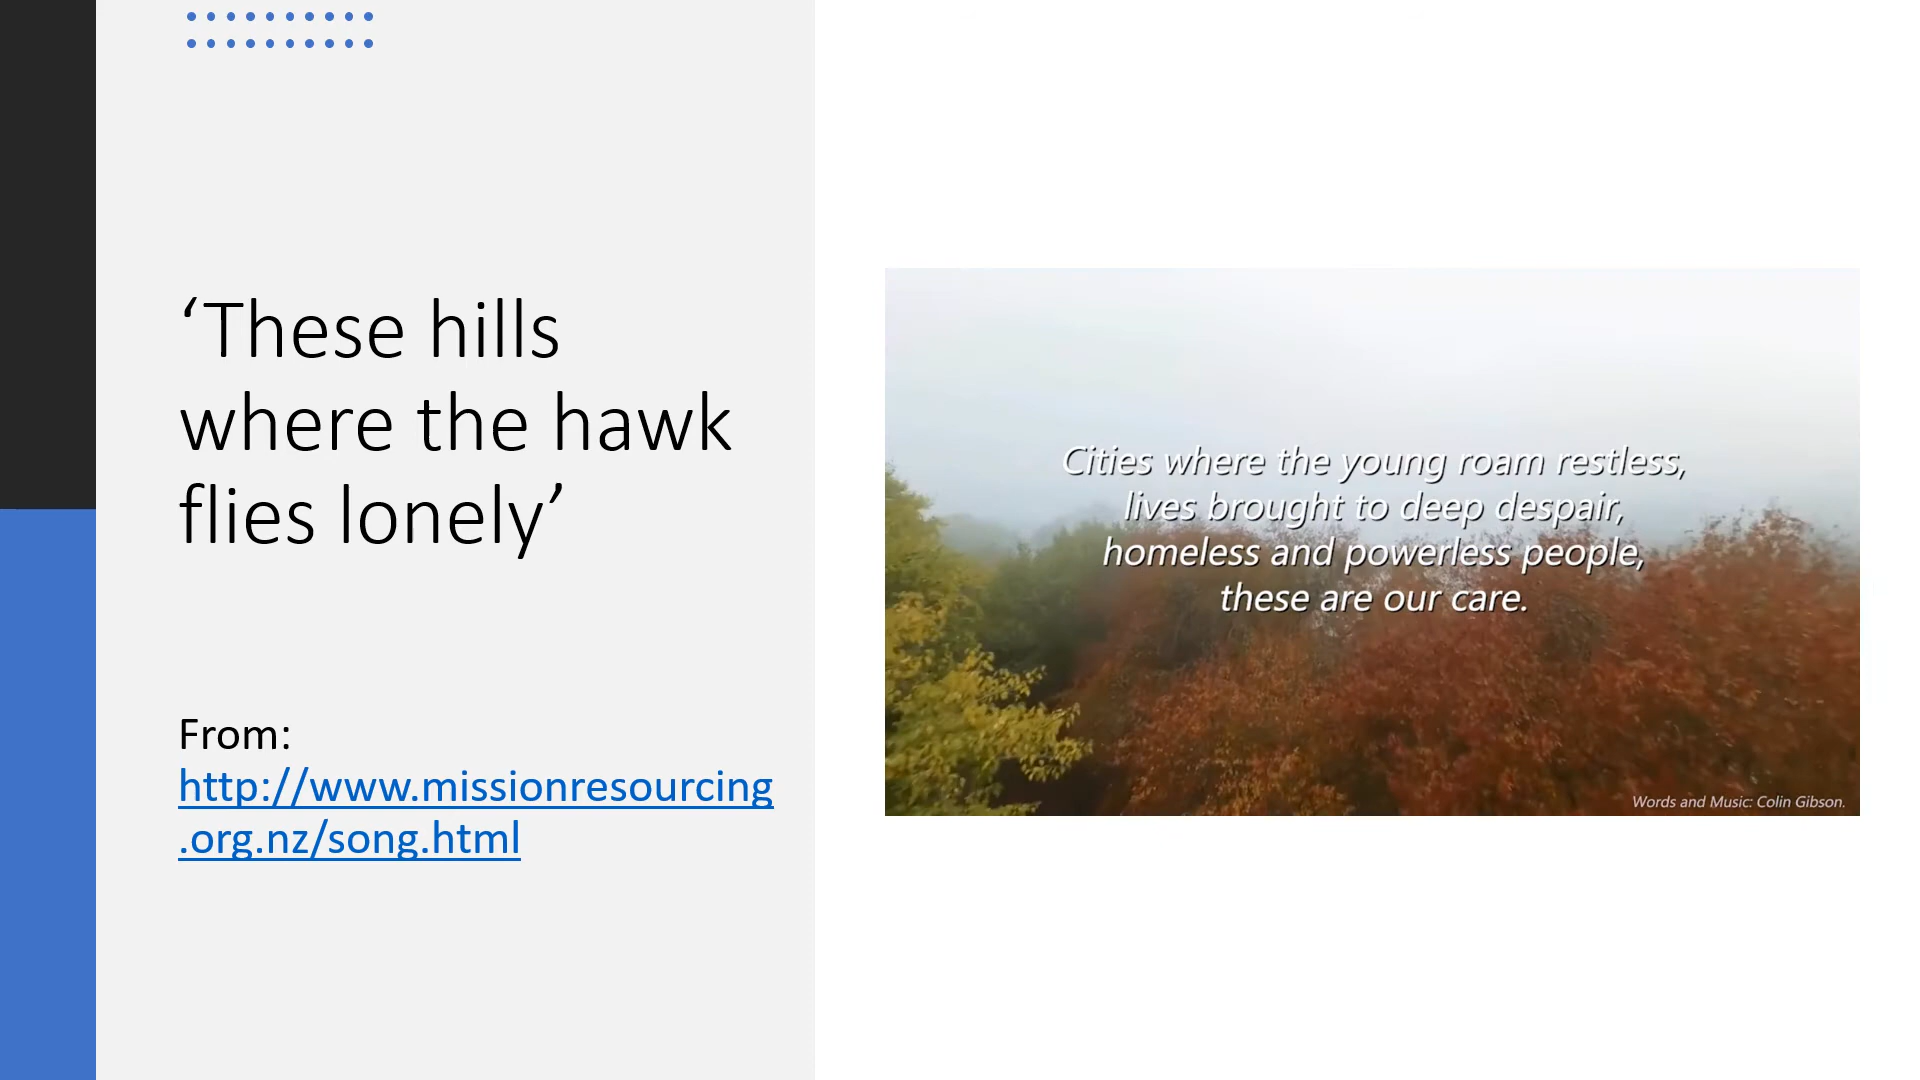 ‘These hills
where the hawk
flies lonely’
From:
http://www.missionresourcing
.org.nz/song.html
Cities where the young roam restless,
lives brought to deep despair,
homeless and powerless people,
these are our care.
Words and Music: Colin Gibson.